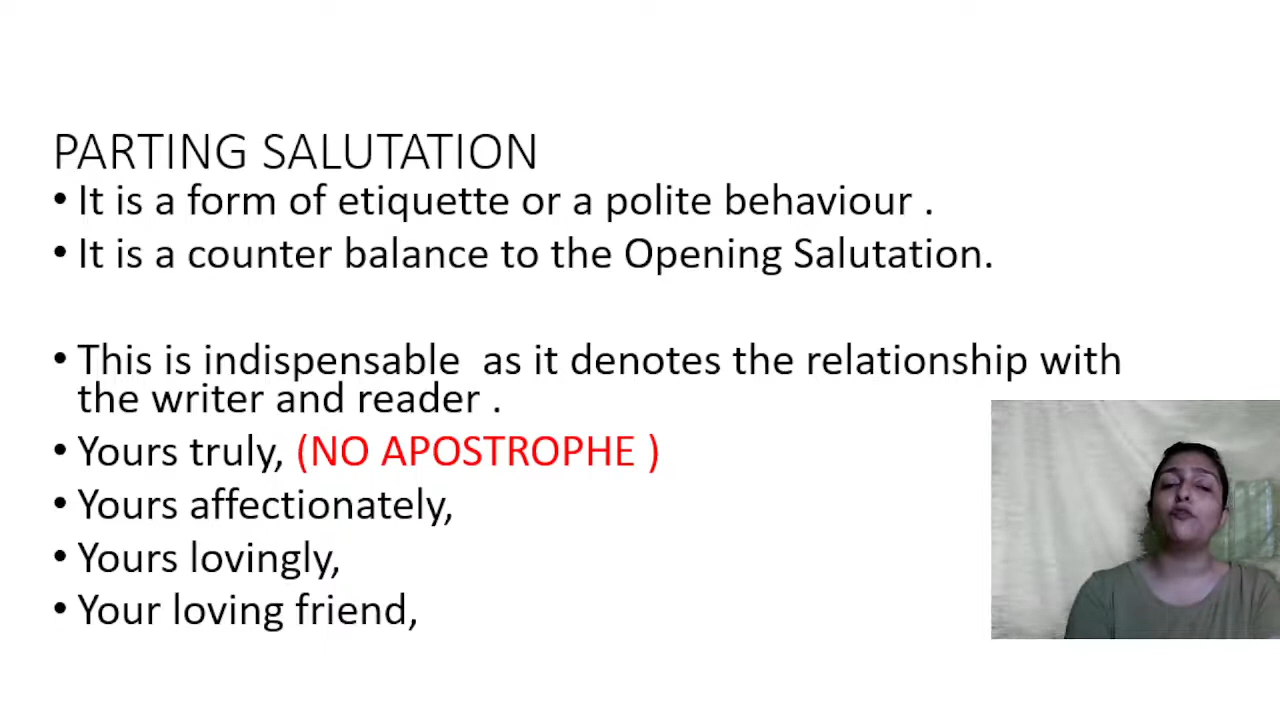 PARTING SALUTATION
• It is a form of etiquette or a polite behaviour .
• It is a counter balance to the Opening Salutation.
• This is indispensable  as it denotes the relationship with
the writer and reader .
• Yours truly, (NO APOSTROPHE )
• Yours affectionately,
• Yours lovingly,
• Your loving friend,